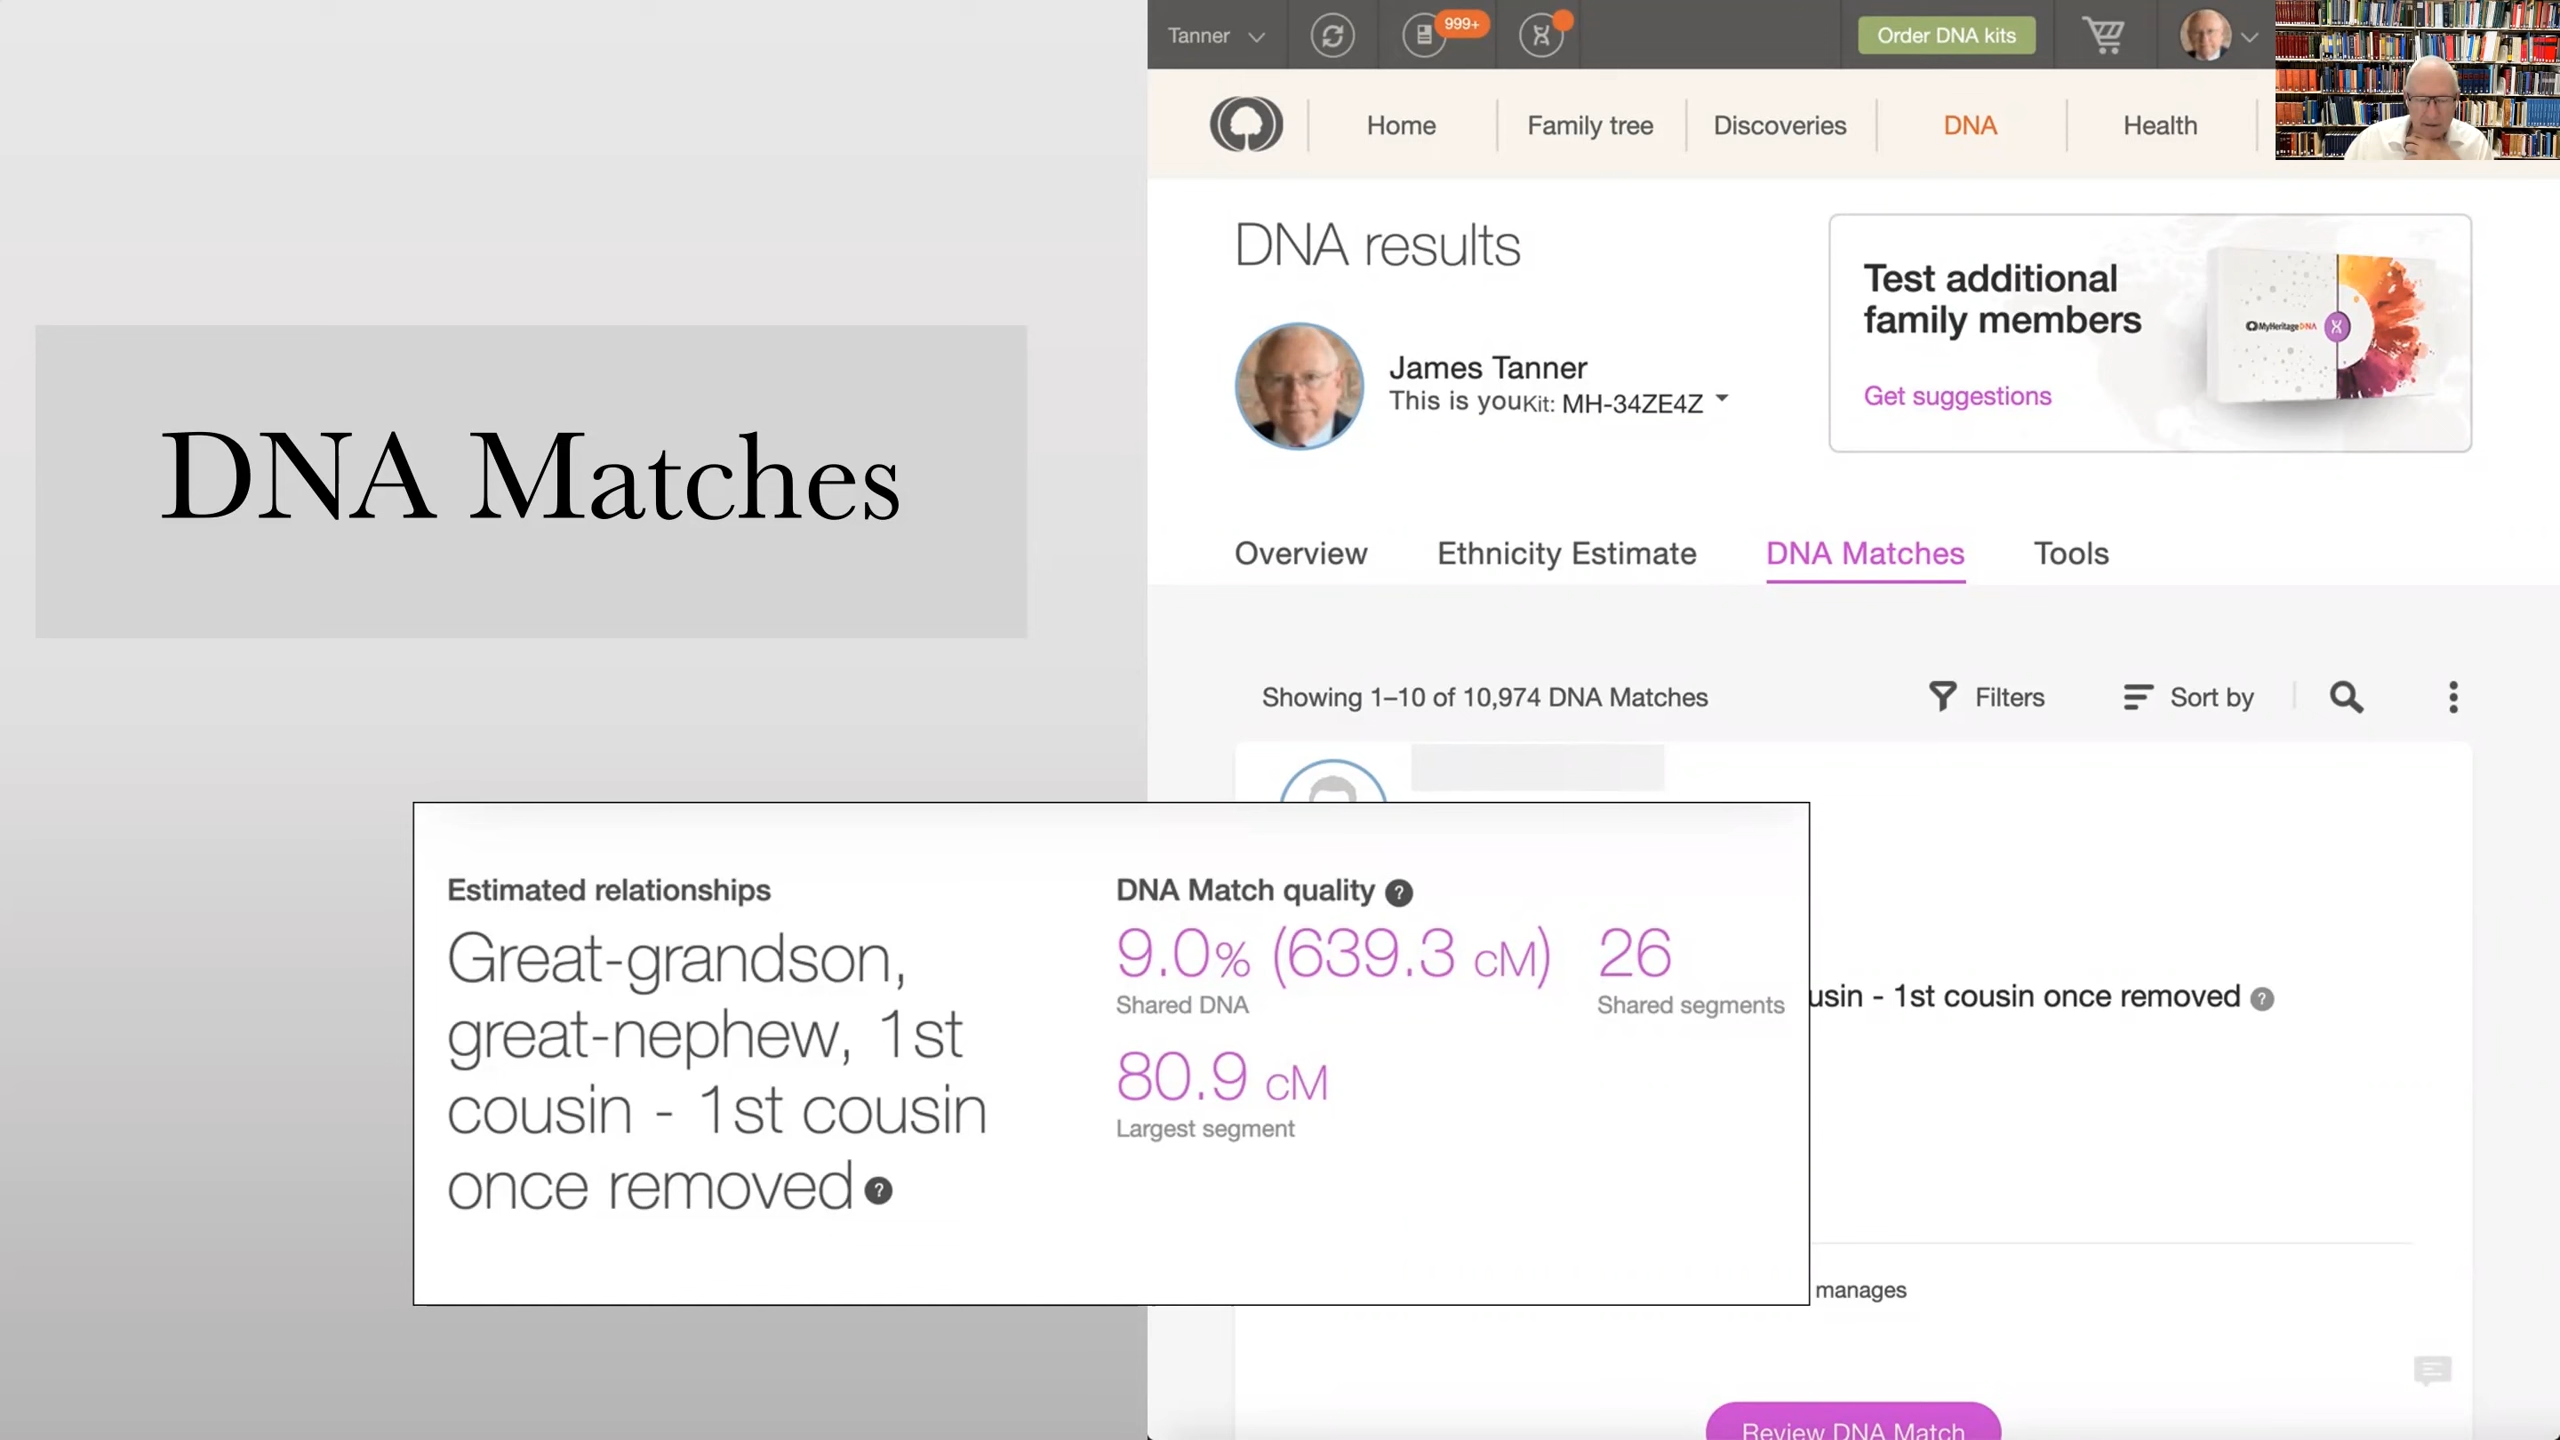 DNA Matches
Tanner
999+
Order DNA kits
Home
Family tree
Discoveries
DNA
Health
DNA results
James Tanner
This is you Kit: MH-34ZE4Z
Test additional
family members
Get suggestions
MyHeritage DNA
Overview
Ethnicity Estimate
DNA Matches
Tools
Showing 1–10 of 10,974 DNA Matches
Filters
Sort by
Estimated relationships
Great-grandson,
great-nephew, 1st
cousin - 1st cousin
once removed ?
DNA Match quality ?
9.0% (639.3 cM)
Shared DNA
26
Shared segments
80.9 cM
Largest segment
usin - 1st cousin once removed ?
manages
Review DNA Match